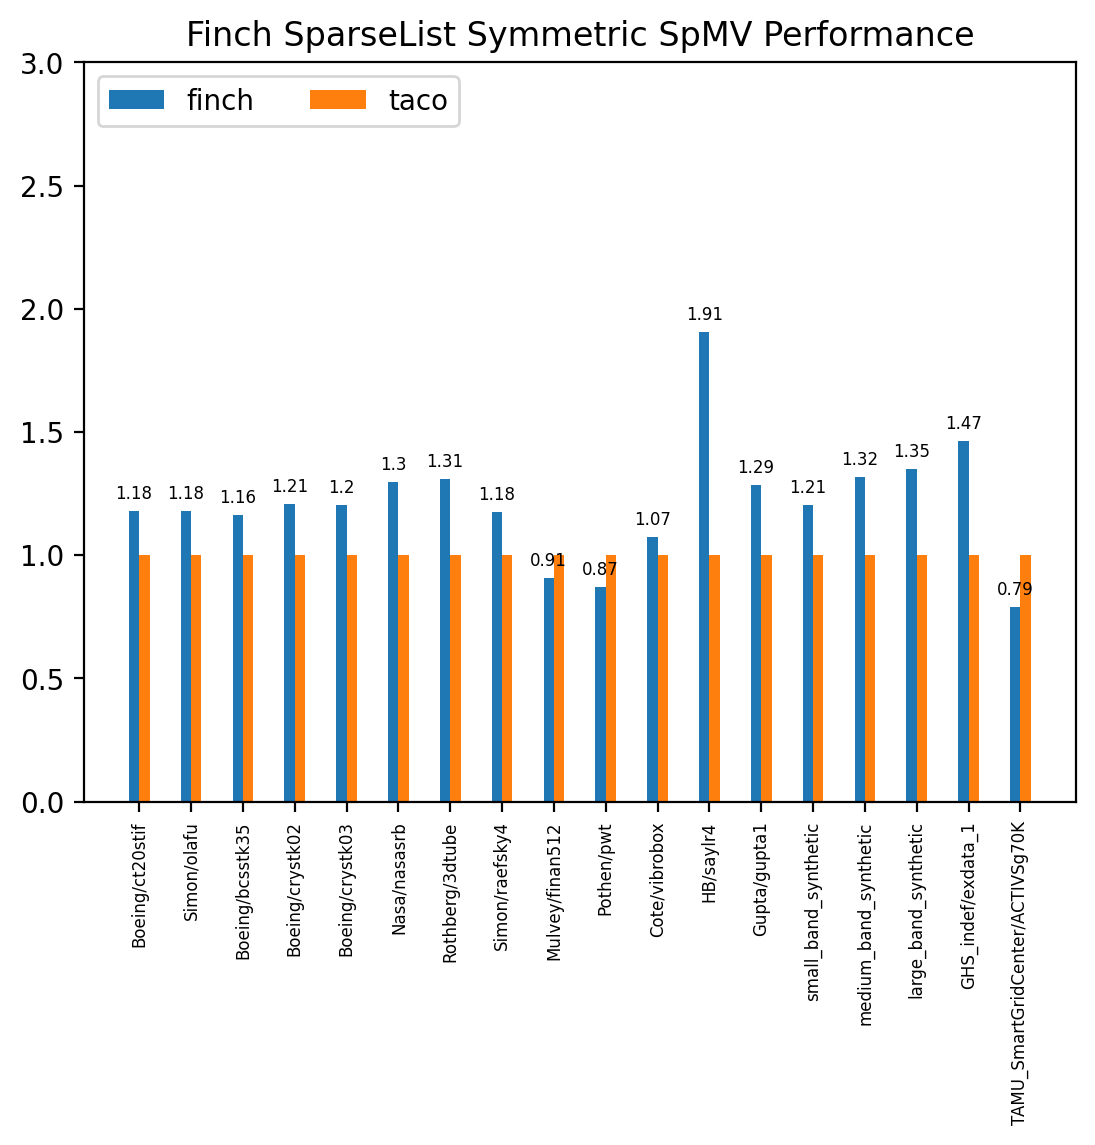 Finch SparseList Symmetric SpMV Performance
finch
taco
3.0
2.5
2.0
1.5
1.0
0.5
0.0
1.18
1.18
1.16
1.21
1.2
1.3
1.31
1.18
0.91
0.87
1.07
1.91
1.29
1.21
1.32
1.35
1.47
0.79
Boeing/ct20stif
Simon/olafu
Boeing/bcsstk35
Boeing/crystk02
Boeing/crystk03
Nasa/nasasrb
Rothberg/3dtube
Simon/raefsky4
Mulvey/finan512
Pothen/pwt
Cote/vibrobox
HB/saylr4
Gupta/gupta1
small_band_synthetic
medium_band_synthetic
large_band_synthetic
GHS_indef/exdata_1
TAMU_SmartGridCenter/ACTIVSg70K